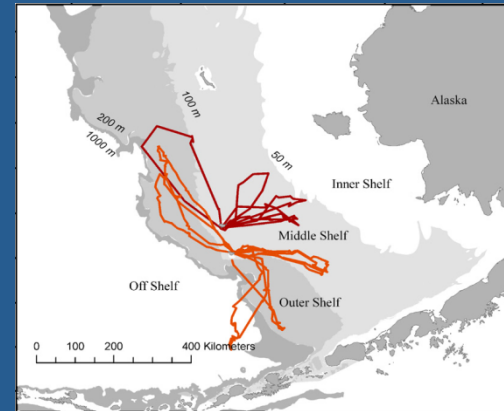 200 m
100 m
1000 m
50 m
Alaska
Inner Shelf
Middle Shelf
Off Shelf
Outer Shelf
0 100 200 400 Kilometers